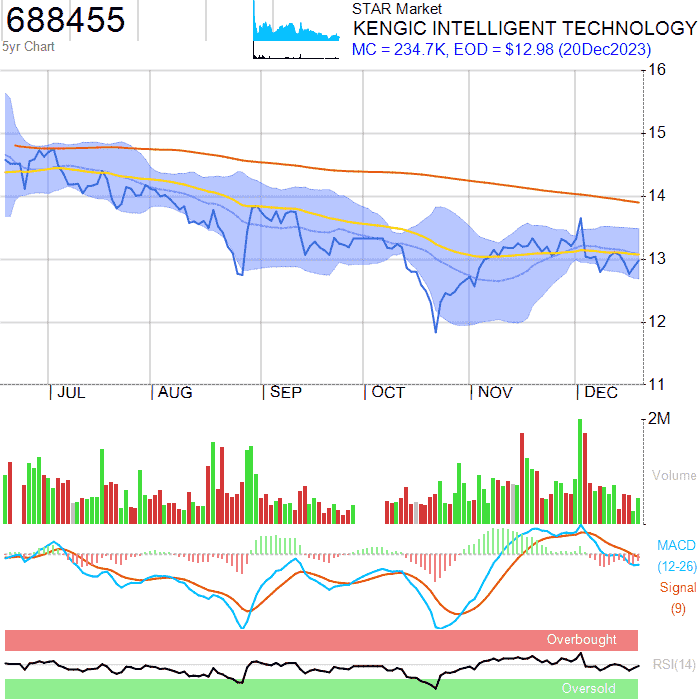 688455
5yr Chart
STAR Market
KENGIC INTELLIGENT TECHNOLOGY
MC = 234.7K, EOD = $12.98 (20Dec2023)
16
15
14
13
12
11
JUL AUG SEP OCT NOV DEC
2M
Volume
MACD
(12-26)
Signal
(9)
Overbought
RSI(14)
Oversold